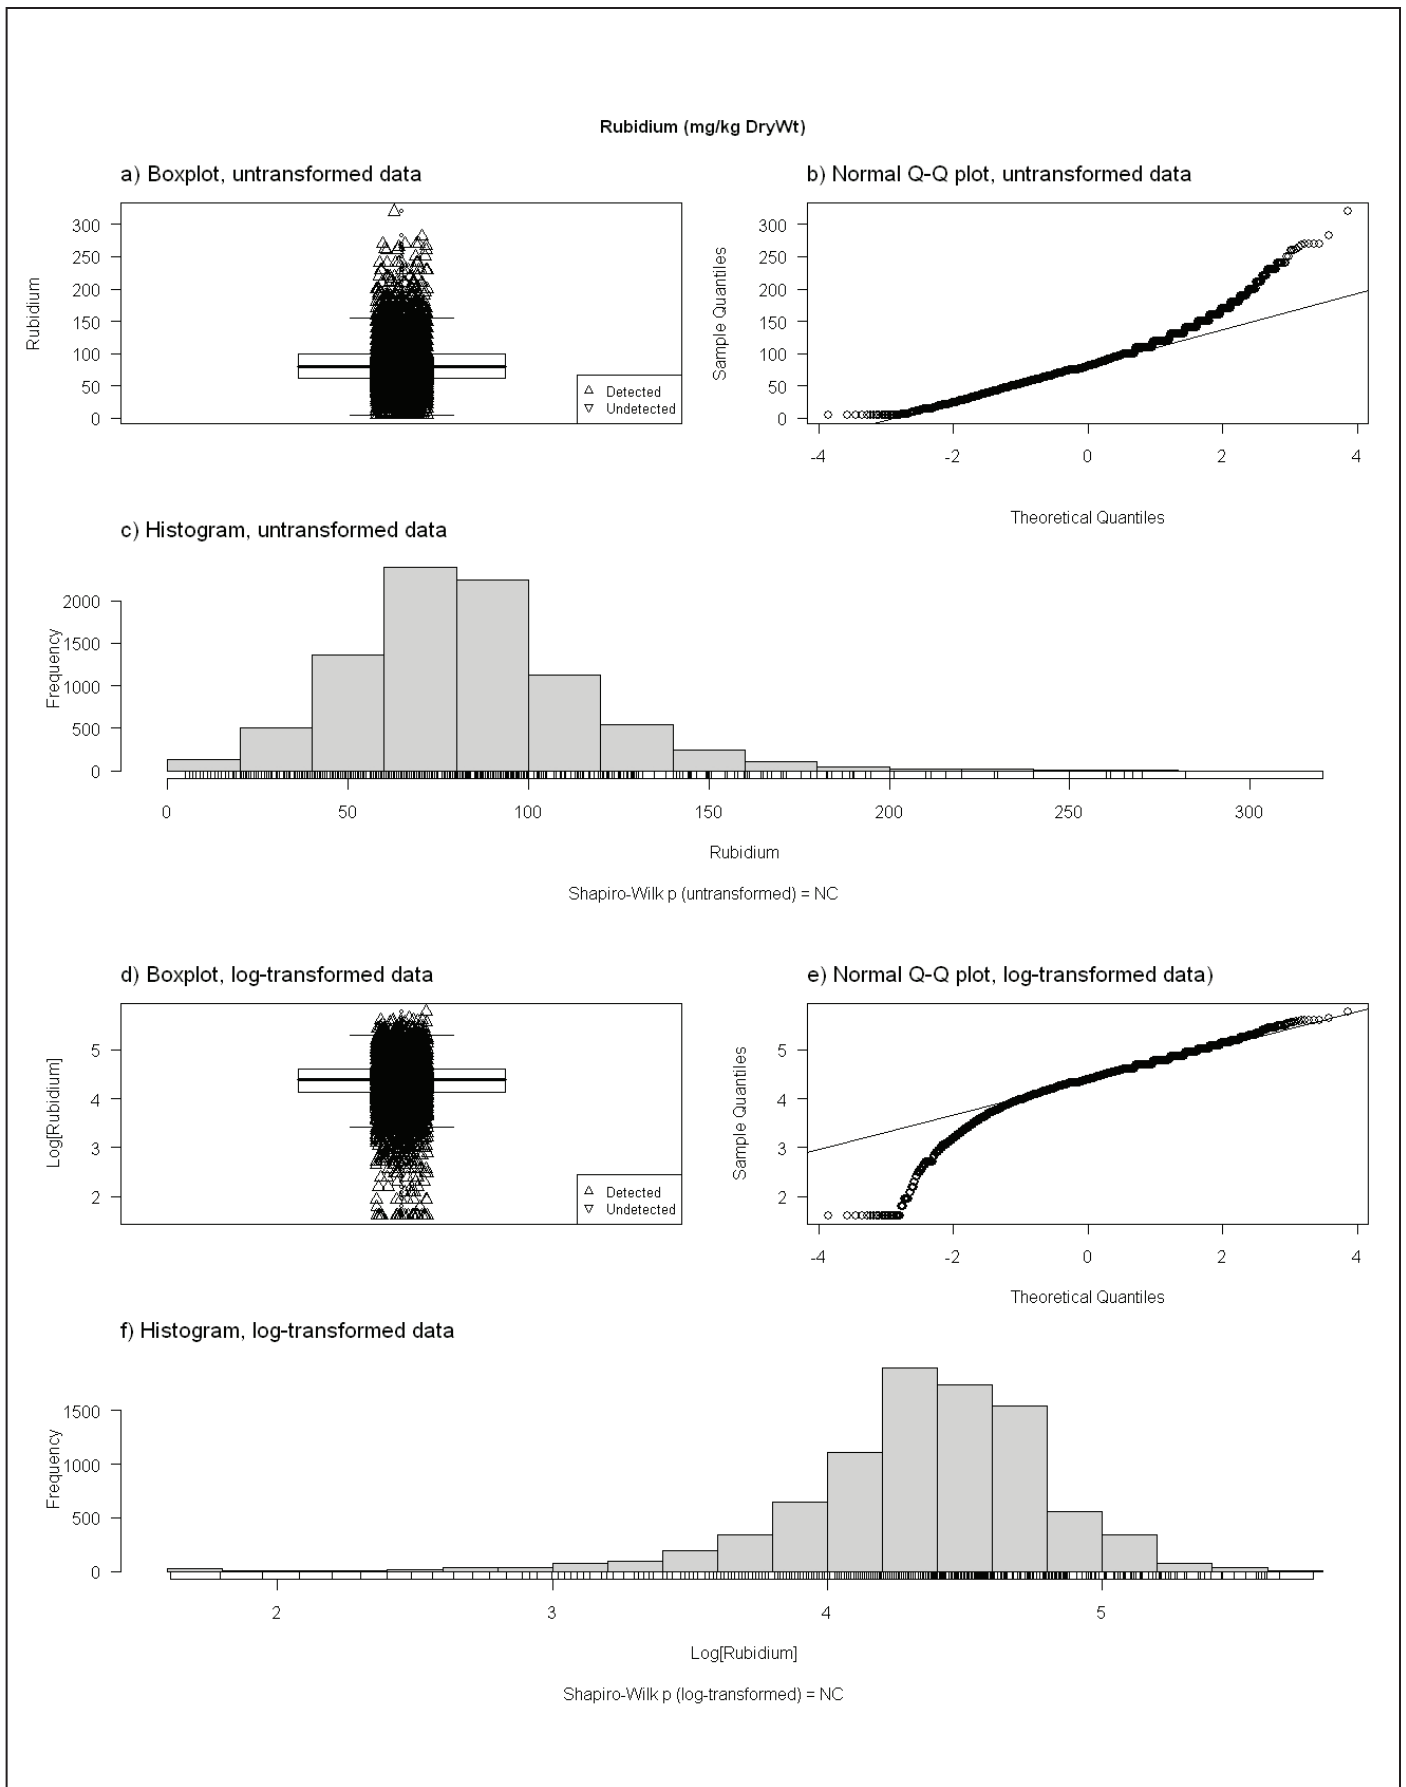 Rubidium (mg/kg DryWt)
a) Boxplot, untransformed data
Rubidium
300
250
200
150
100
50
0
△ Detected
▽ Undetected
b) Normal Q-Q plot, untransformed data
Sample Quantiles
300
250
200
150
100
50
0
-4 -2 0 2 4
Theoretical Quantiles
c) Histogram, untransformed data
Frequency
2000
1500
1000
500
0
0 50 100 150 200 250 300
Rubidium
Shapiro-Wilk p (untransformed) = NC
d) Boxplot, log-transformed data
Log[Rubidium]
5
4
3
2
△ Detected
▽ Undetected
e) Normal Q-Q plot, log-transformed data)
Sample Quantiles
5
4
3
2
-4 -2 0 2 4
Theoretical Quantiles
f) Histogram, log-transformed data
Frequency
1500
1000
500
0
2 3 4 5
Log[Rubidium]
Shapiro-Wilk p (log-transformed) = NC